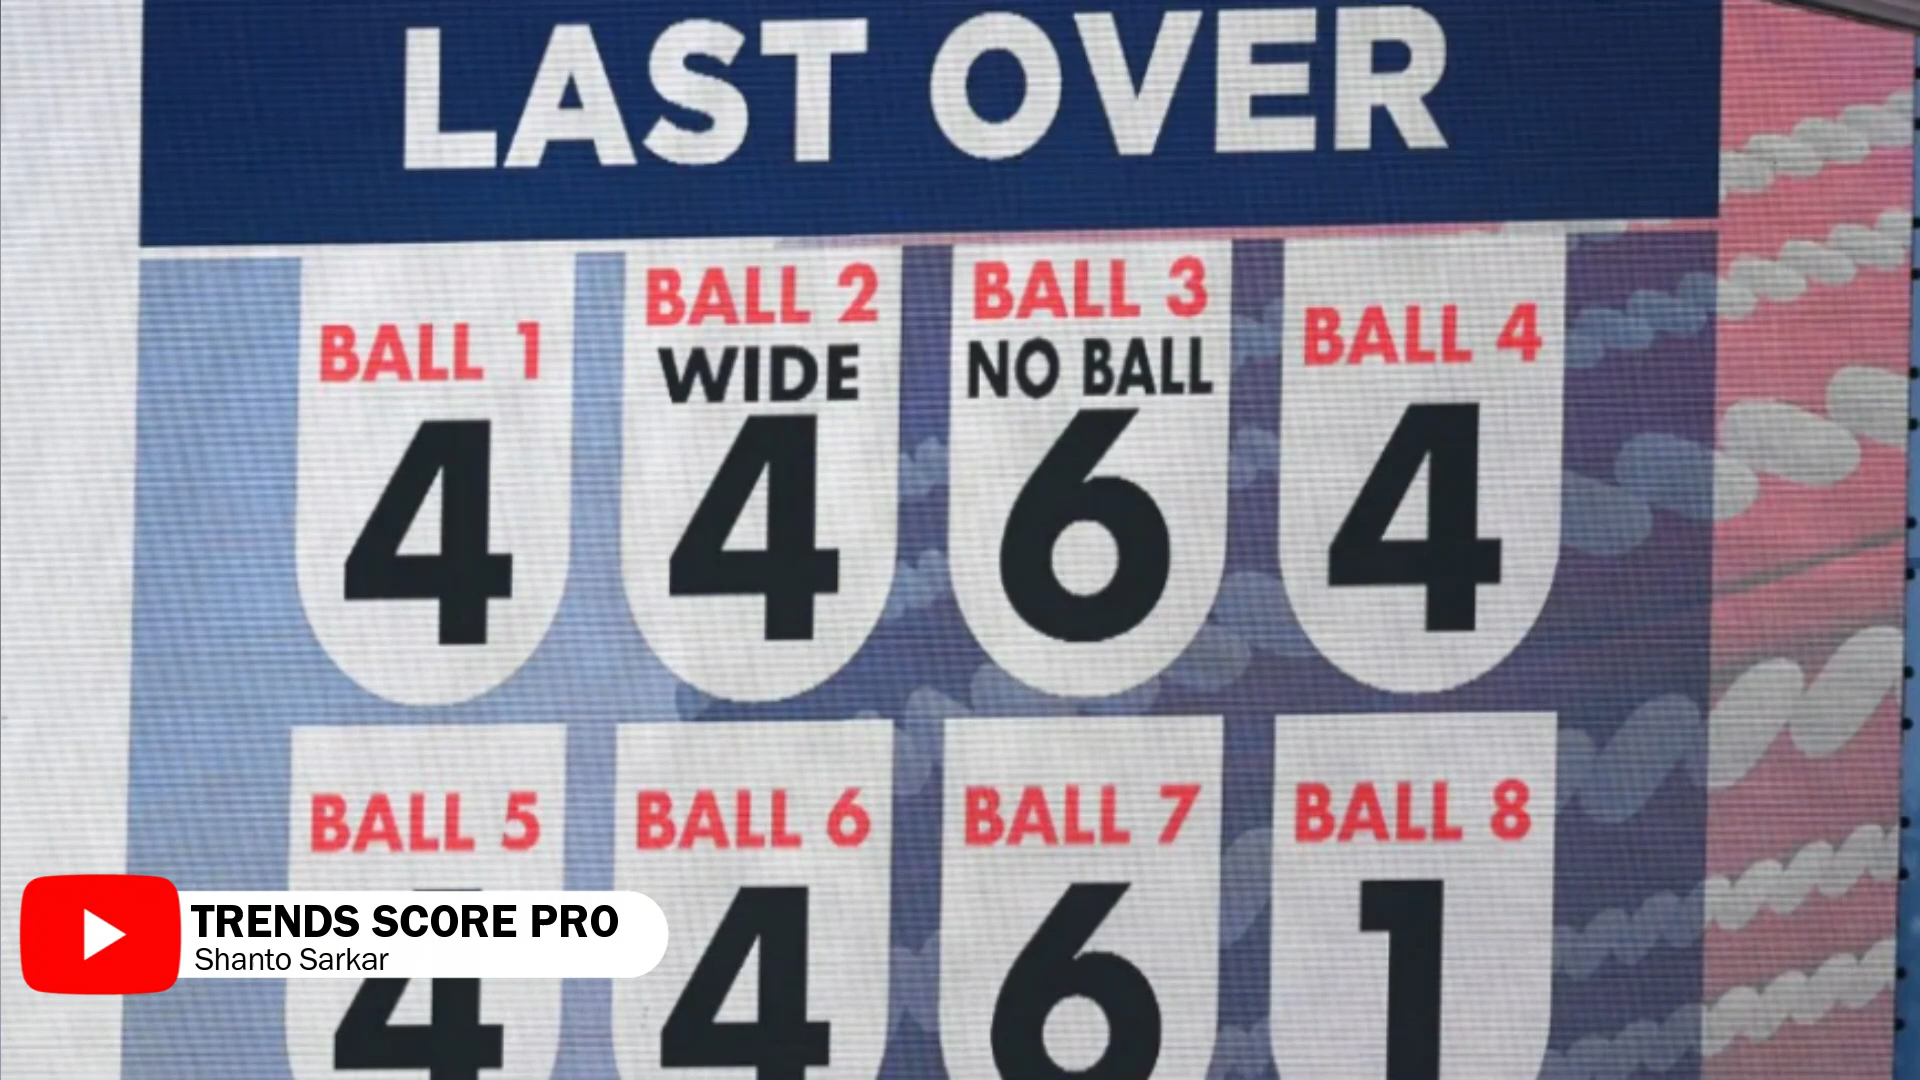 LAST OVER
BALL 1
4
BALL 2
WIDE
4
BALL 3
NO BALL
6
BALL 4
4
BALL 5
4
BALL 6
4
BALL 7
6
BALL 8
1
TRENDS SCORE PRO
Shanto Sarkar